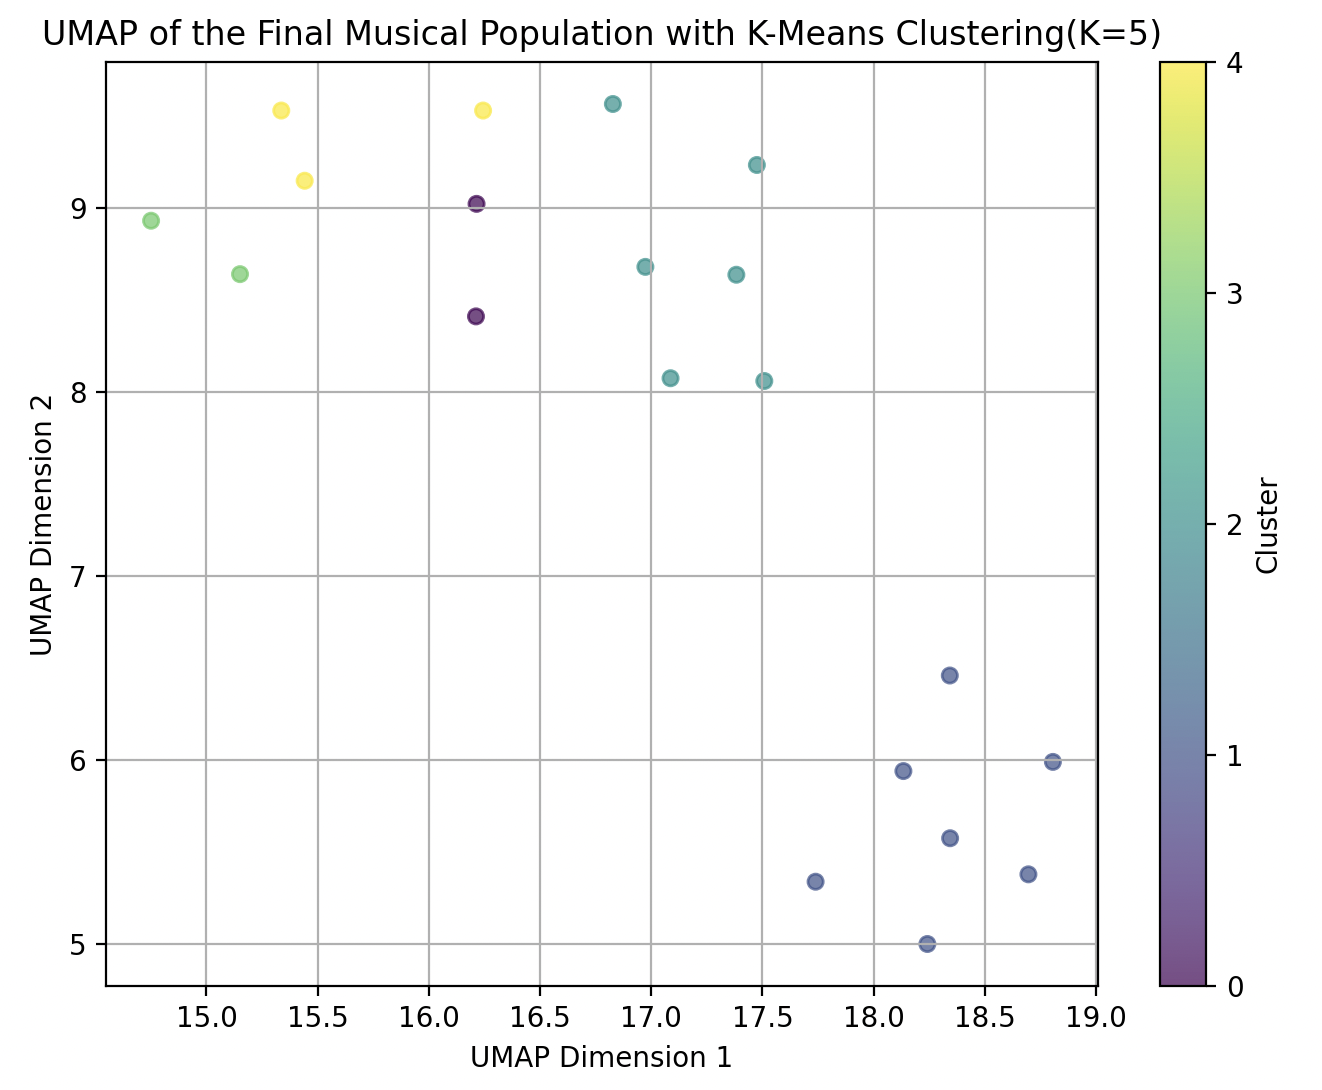 UMAP of the Final Musical Population with K-Means Clustering(K=5)
UMAP Dimension 2
9
8
7
6
5
15.0 15.5 16.0 16.5 17.0 17.5 18.0 18.5 19.0
UMAP Dimension 1
4
3
2
1
0
Cluster